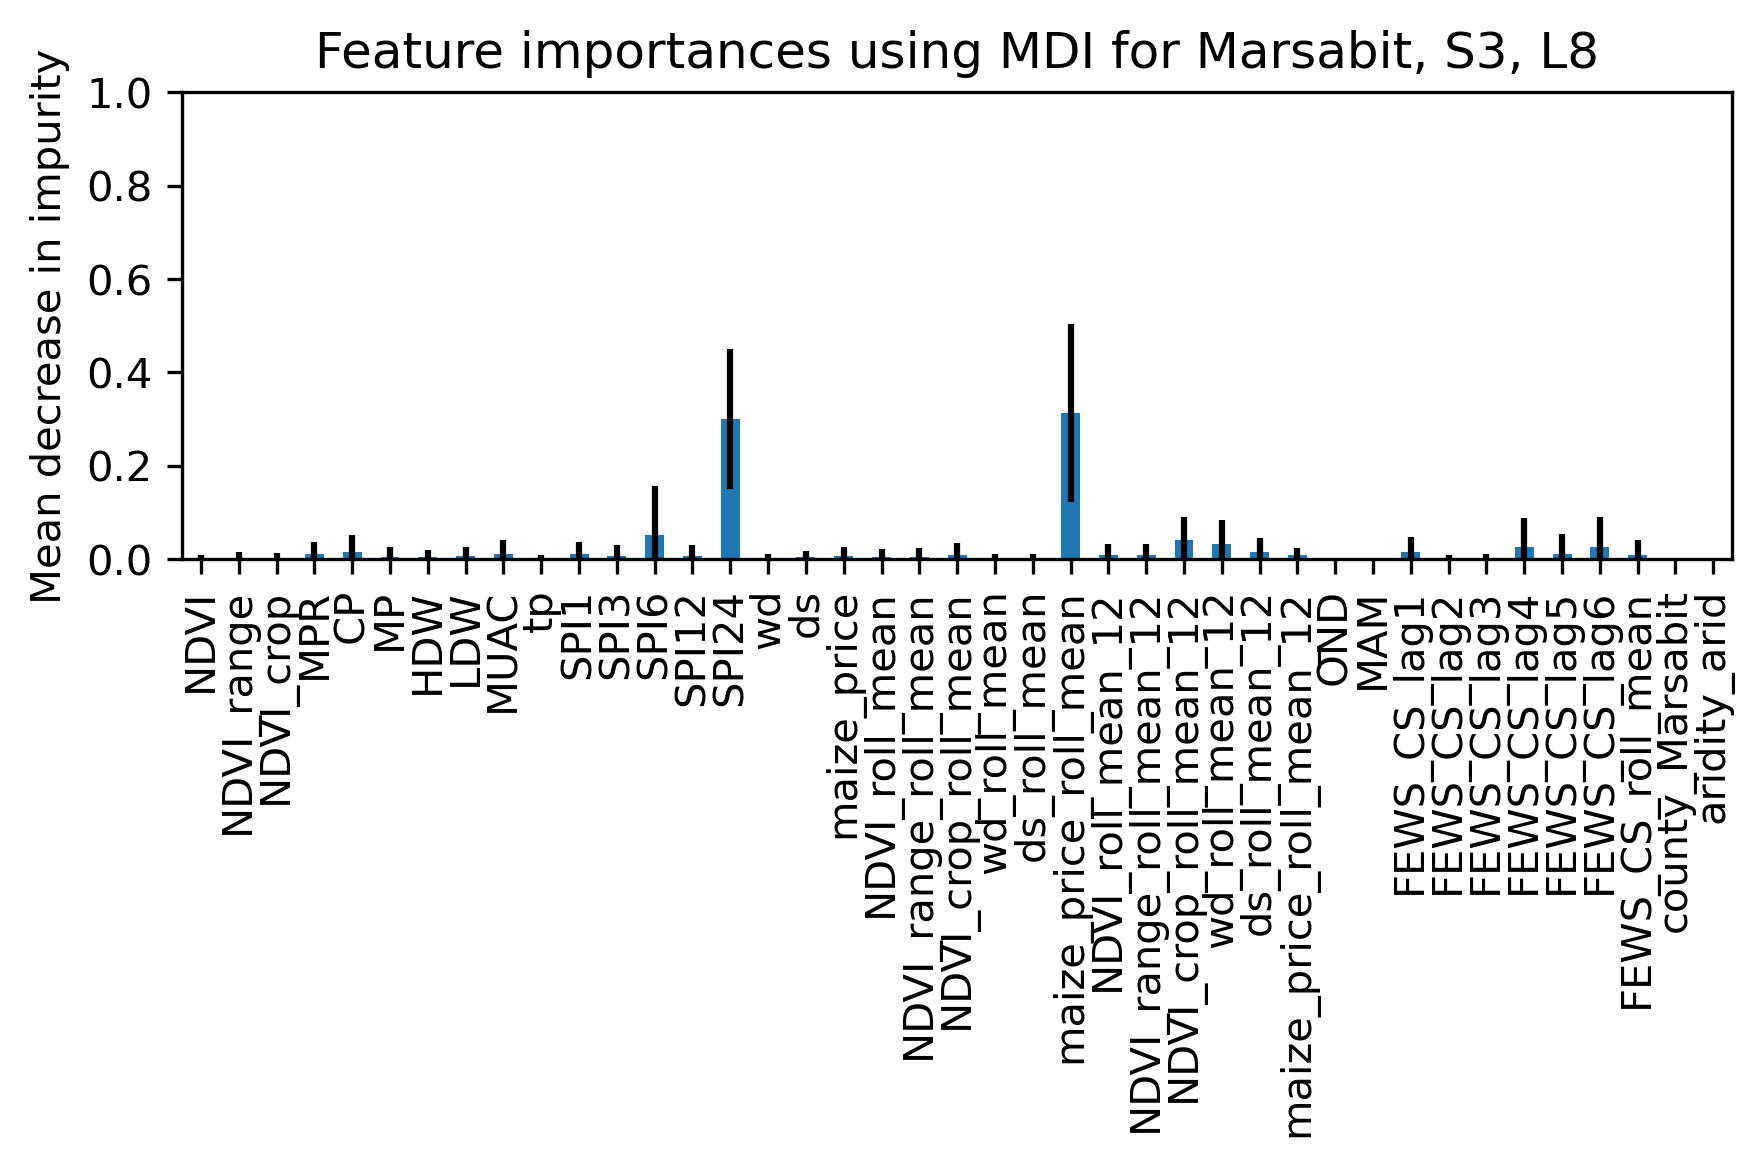 Feature importances using MDI for Marsabit, S3, L8
Mean decrease in impurity
1.0
0.8
0.6
0.4
0.2
0.0
NDVI
NDVI_range
NDVI_crop
MPR
CP
MP
HDW
LDW
MUAC
tp
SPI1
SPI3
SPI6
SPI12
SPI24
wd
ds
maize_price
NDVI_roll_mean
NDVI_range_roll_mean
NDVI_crop_roll_mean
wd_roll_mean
ds_roll_mean
maize_price_roll_mean
NDVI_roll_mean_12
NDVI_range_roll_mean_12
NDVI_crop_roll_mean_12
wd_roll_mean_12
ds_roll_mean_12
maize_price_roll_mean_12
OND
MAM
FEWS_CS_lag1
FEWS_CS_lag2
FEWS_CS_lag3
FEWS_CS_lag4
FEWS_CS_lag5
FEWS_CS_lag6
FEWS_CS_roll_mean
county_Marsabit
aridity_arid